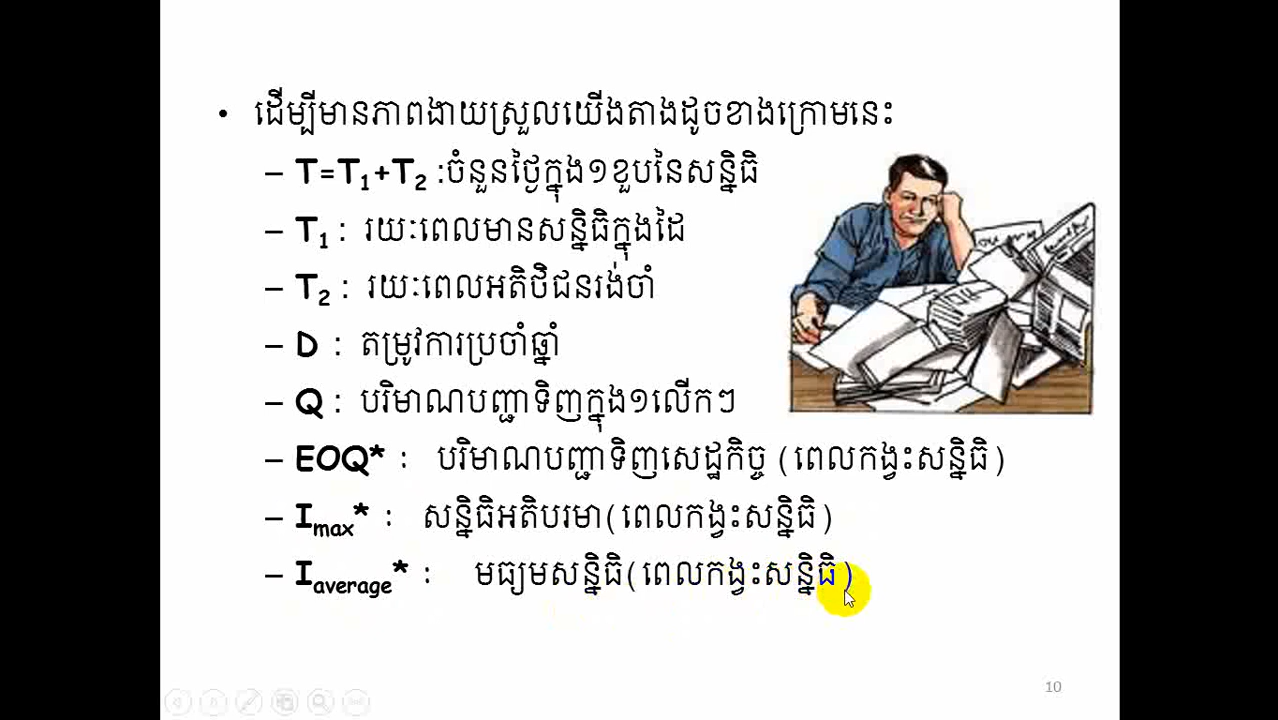 • ដើម្បីមានភាពងាយស្រួលយើងតាងដូចខាងក្រោមនេះ
– T=T₁+T₂ :ចំនួនថ្ងៃក្នុង១ខួបនៃសន្និធិ
– T₁ : រយៈពេលមានសន្និធិក្នុងដៃ
– T₂ : រយៈពេលអតិថិជនរង់ចាំ
– D : តម្រូវការប្រចាំឆ្នាំ
– Q : បរិមាណបញ្ជាទិញក្នុង១លើកៗ
– EOQ* : បរិមាណបញ្ជាទិញសេដ្ឋកិច្ច (ពេលកង្វះសន្និធិ)
– Imax* : សន្និធិអតិបរមា(ពេលកង្វះសន្និធិ)
– Iaverage* : មធ្យមសន្និធិ(ពេលកង្វះសន្និធិ)
10